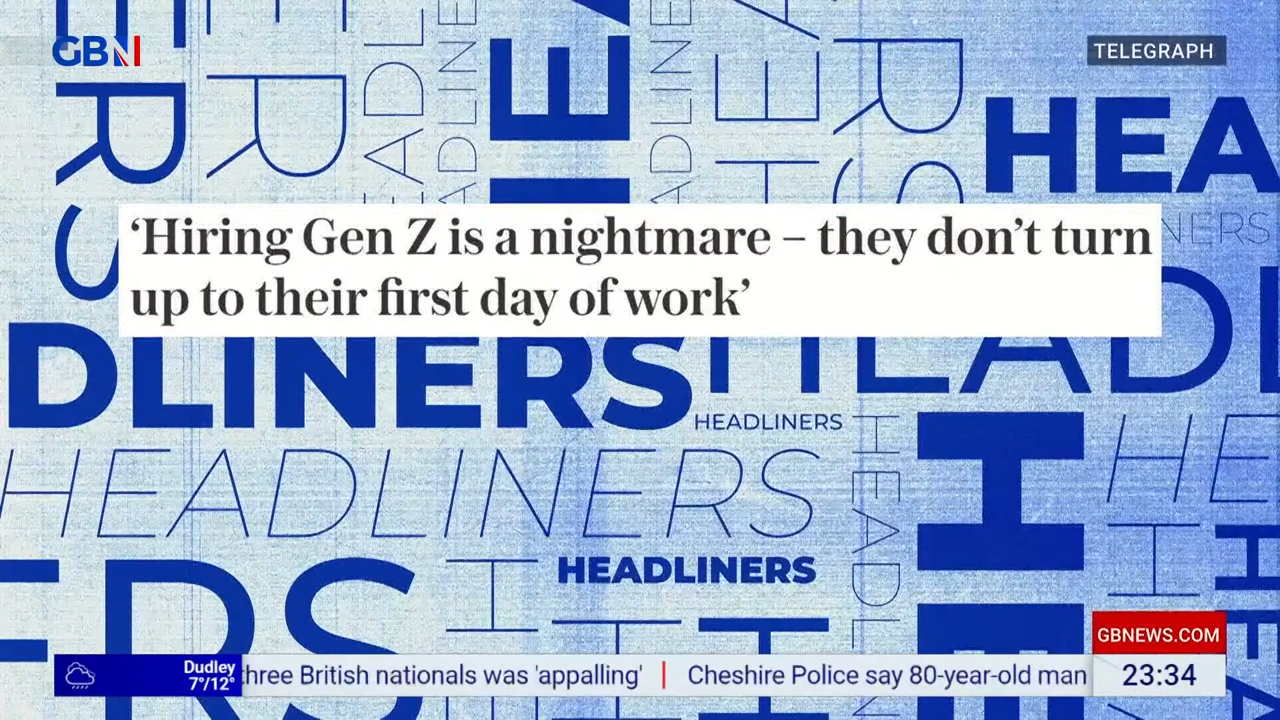 GBN
TELEGRAPH
HEADLINERS
'Hiring Gen Z is a nightmare – they don't turn
up to their first day of work'
DLINERS
HEADLINERS
HEADLINERS
HEADLINERS
GBNEWS.COM
Dudley
7°/12°
three British nationals was 'appalling'
Cheshire Police say 80-year-old man
23:34